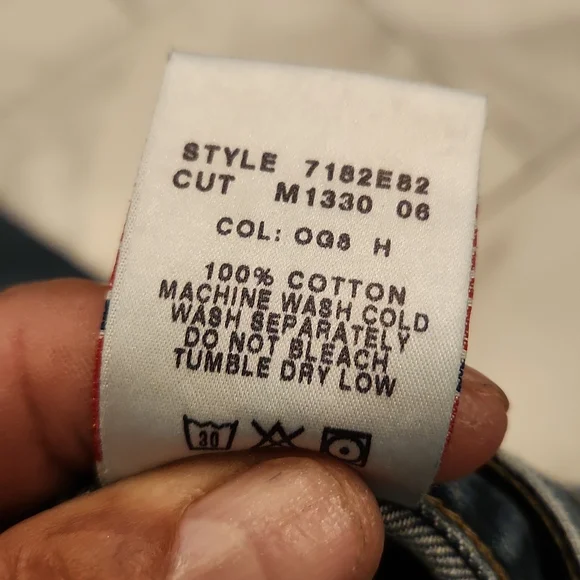 STYLE 7182E82
CUT M1330 06
COL: OG8 H
100% COTTON
MACHINE WASH COLD
WASH SEPARATELY
DO NOT BLEACH
TUMBLE DRY LOW
30